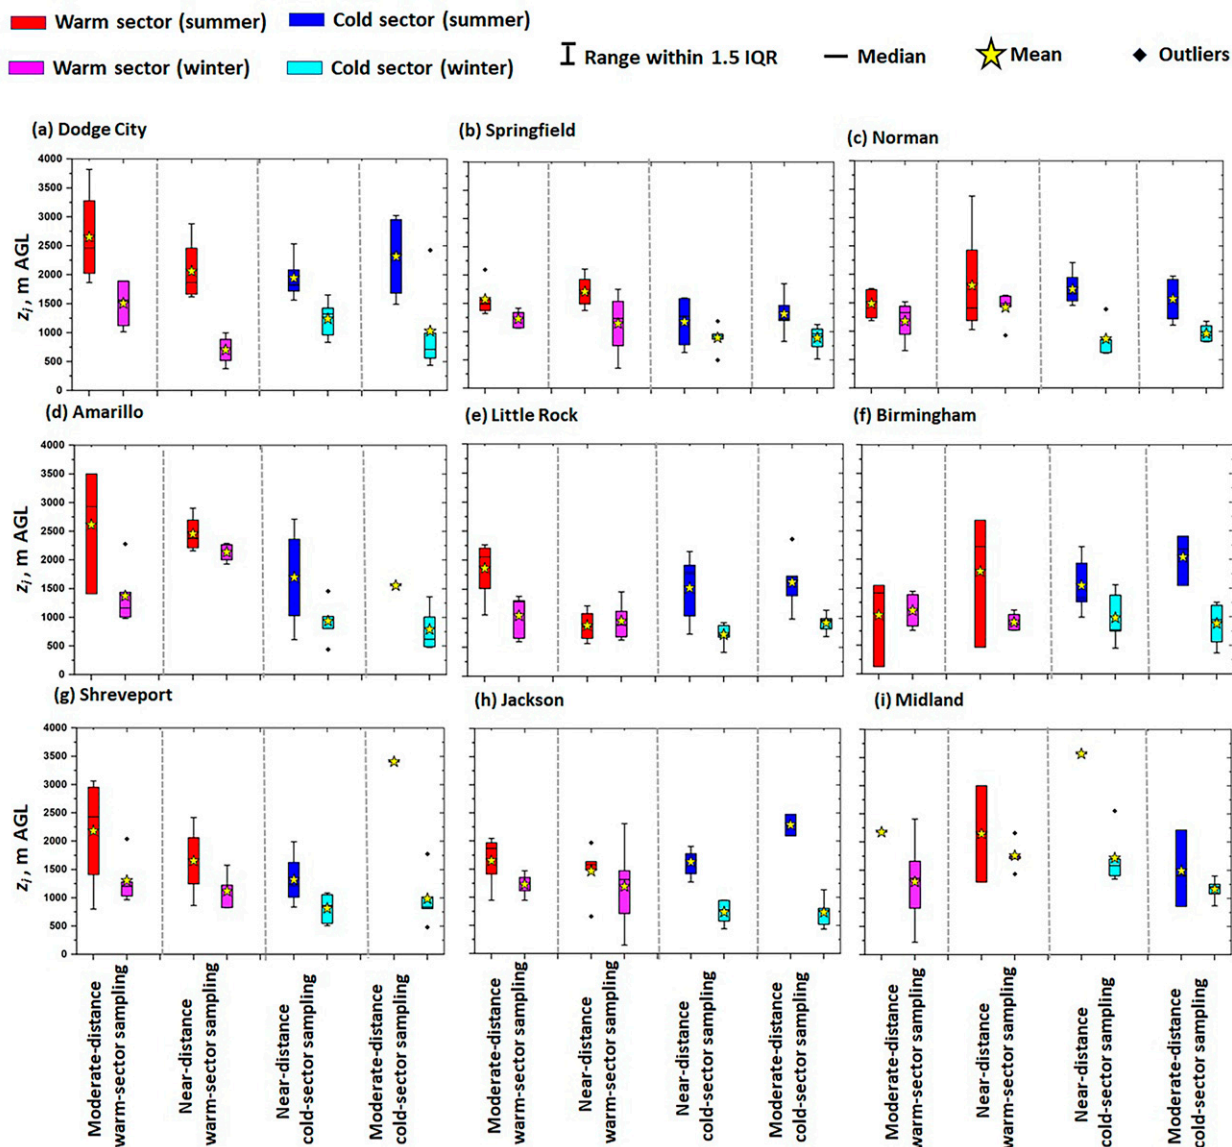 Warm sector (summer)
Cold sector (summer)
Warm sector (winter)
Cold sector (winter)
Range within 1.5 IQR
Median
Mean
Outliers
(a) Dodge City
(b) Springfield
(c) Norman
4000
3500
3000
2500
2000
1500
1000
500
0
zi, m AGL
(d) Amarillo
(e) Little Rock
(f) Birmingham
4000
3500
3000
2500
2000
1500
1000
500
0
zi, m AGL
(g) Shreveport
(h) Jackson
(i) Midland
4000
3500
3000
2500
2000
1500
1000
500
0
zi, m AGL
Moderate-distance
warm-sector sampling
Near-distance
warm-sector sampling
Near-distance
cold-sector sampling
Moderate-distance
cold-sector sampling
Moderate-distance
warm-sector sampling
Near-distance
warm-sector sampling
Near-distance
cold-sector sampling
Moderate-distance
cold-sector sampling
Moderate-distance
warm-sector sampling
Near-distance
warm-sector sampling
Near-distance
cold-sector sampling
Moderate-distance
cold-sector sampling